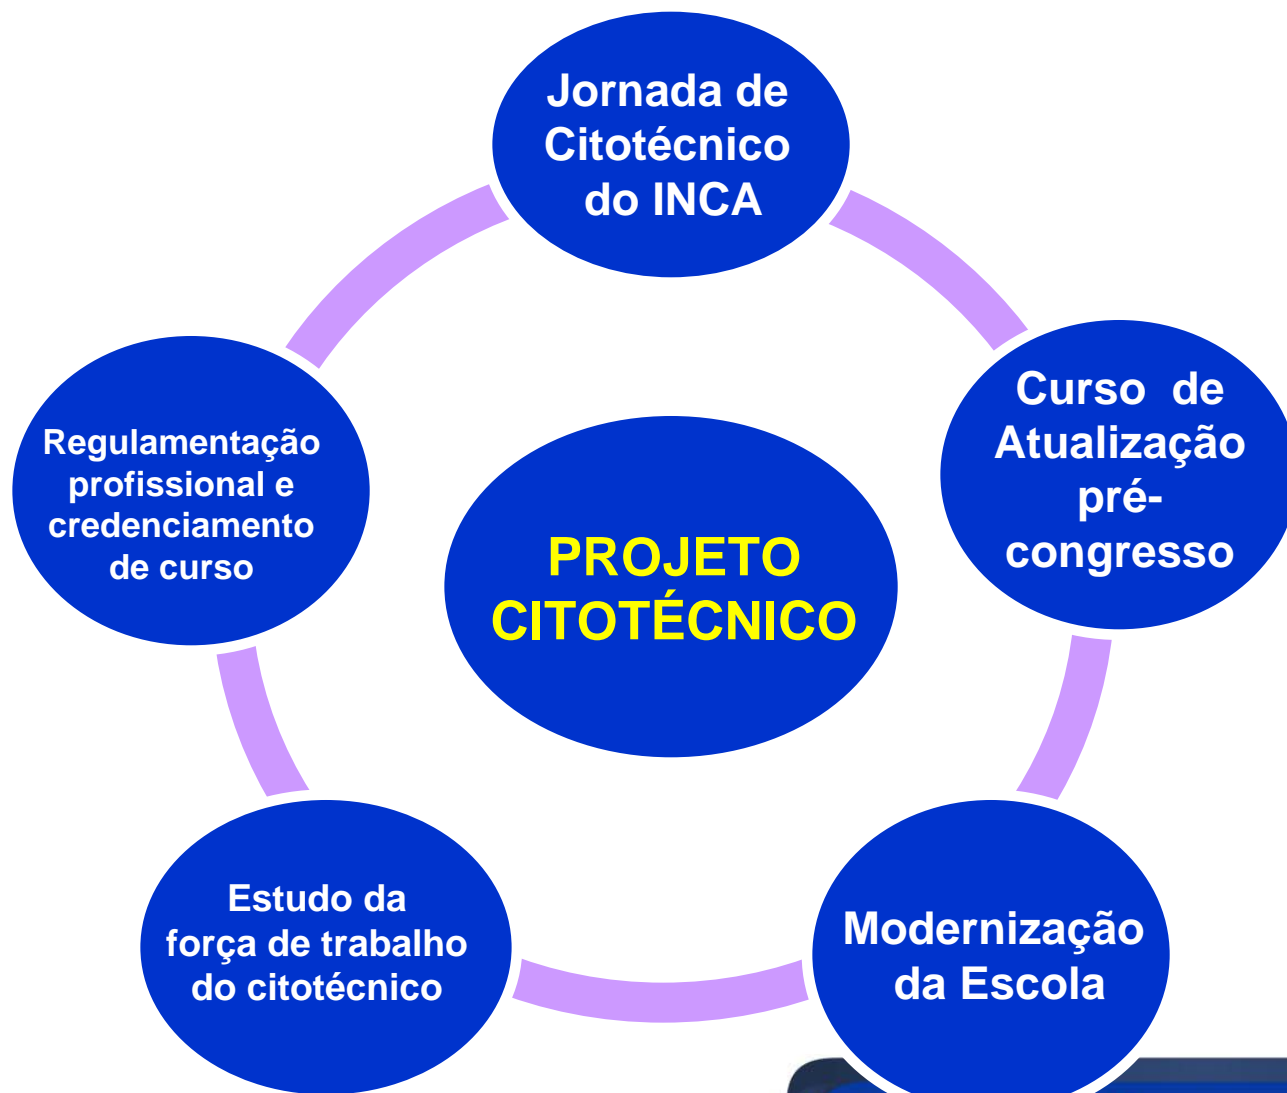 Jornada de
Citotécnico
do INCA
Curso de
Atualização
pré-
congresso
Regulamentação
profissional e
credenciamento
de curso
PROJETO
CITOTÉCNICO
Estudo da
força de trabalho
do citotécnico
Modernização
da Escola